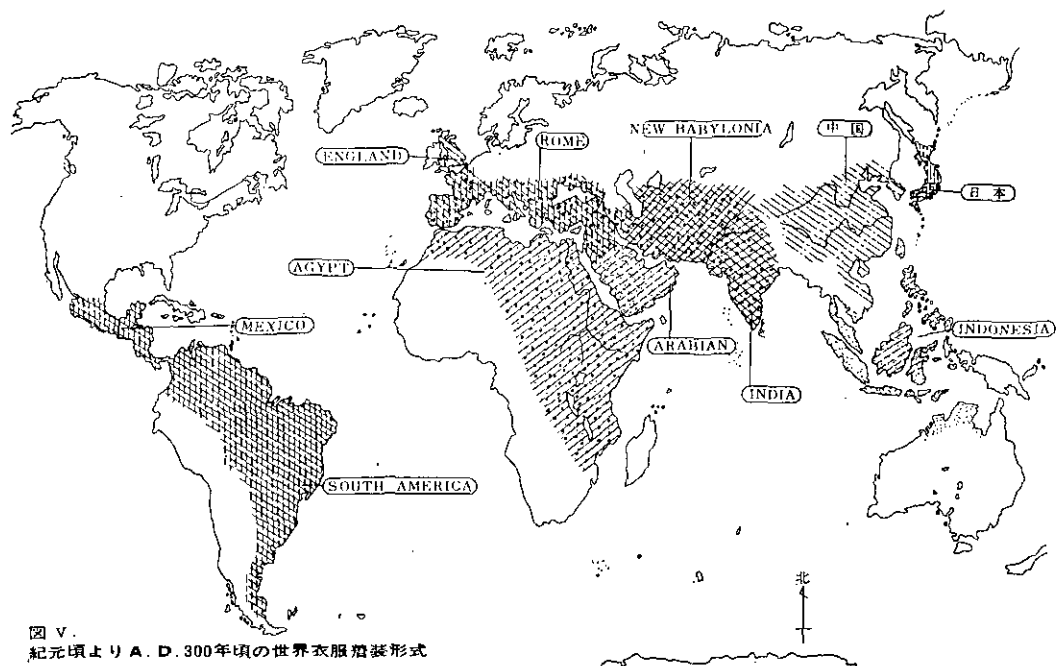 ENGLAND
ROME
NEW BABYLONIA
中国
日本
AGYPT
MEXICO
ARABIAN
INDONESIA
INDIA
SOUTH AMERICA
北
図 V.
紀元頃よりA.D.300年頃の世界衣服着装形式